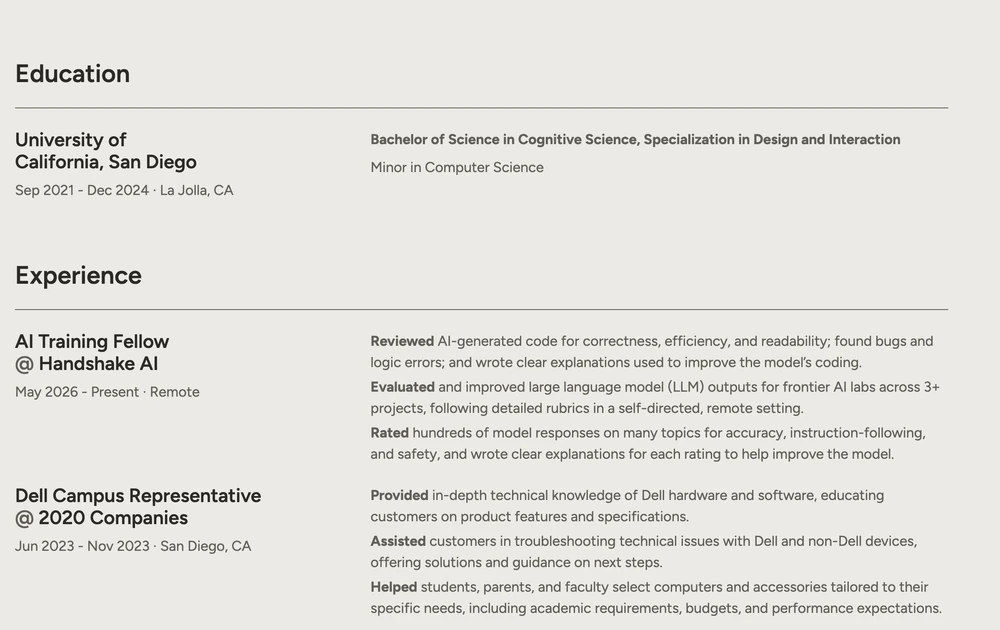 Education
University of
California, San Diego
Sep 2021 - Dec 2024 · La Jolla, CA
Bachelor of Science in Cognitive Science, Specialization in Design and Interaction
Minor in Computer Science
Experience
AI Training Fellow
@ Handshake AI
May 2026 - Present · Remote
Reviewed AI-generated code for correctness, efficiency, and readability; found bugs and
logic errors; and wrote clear explanations used to improve the model’s coding.
Evaluated and improved large language model (LLM) outputs for frontier AI labs across 3+
projects, following detailed rubrics in a self-directed, remote setting.
Rated hundreds of model responses on many topics for accuracy, instruction-following,
and safety, and wrote clear explanations for each rating to help improve the model.
Dell Campus Representative
@ 2020 Companies
Jun 2023 - Nov 2023 · San Diego, CA
Provided in-depth technical knowledge of Dell hardware and software, educating
customers on product features and specifications.
Assisted customers in troubleshooting technical issues with Dell and non-Dell devices,
offering solutions and guidance on next steps.
Helped students, parents, and faculty select computers and accessories tailored to their
specific needs, including academic requirements, budgets, and performance expectations.